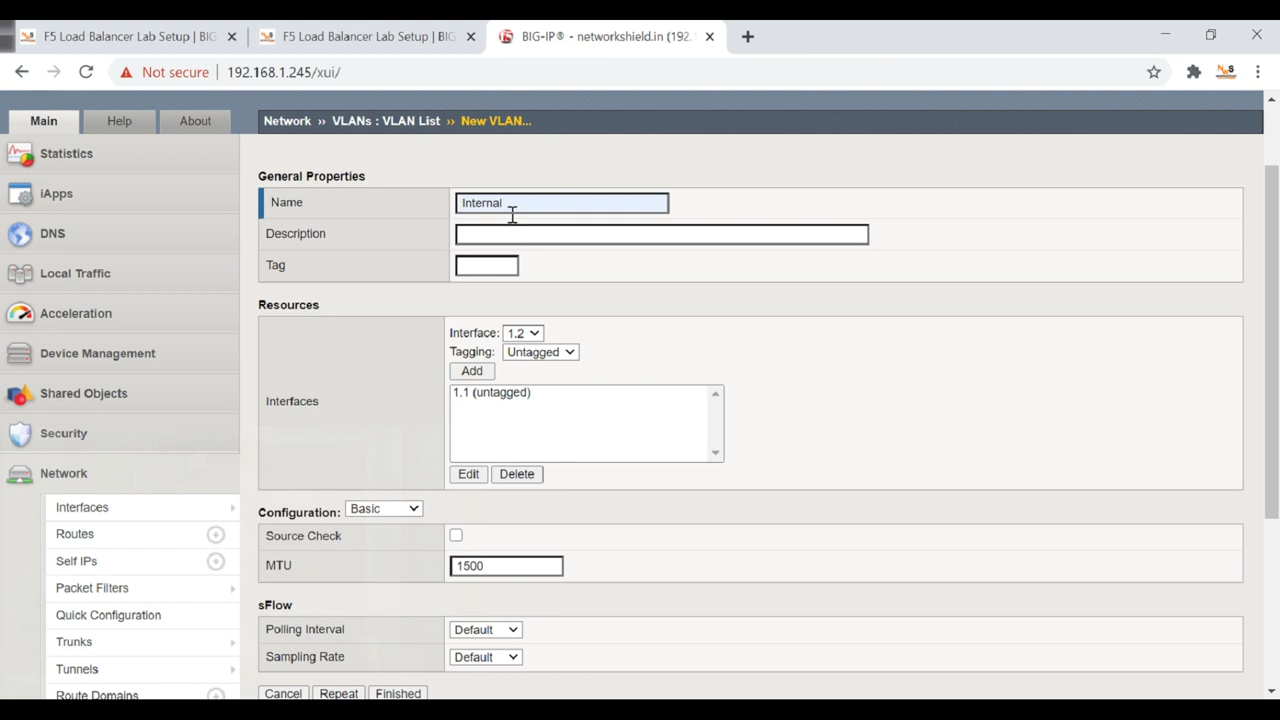 F5 Load Balancer Lab Setup | BIG
F5 Load Balancer Lab Setup | BIG
BIG-IP® - networkshield.in (192.
Not secure | 192.168.1.245/xui/
Main Help About
Network ›› VLANs : VLAN List ›› New VLAN...
Statistics
iApps
DNS
Local Traffic
Acceleration
Device Management
Shared Objects
Security
Network
Interfaces
Routes
Self IPs
Packet Filters
Quick Configuration
Trunks
Tunnels
Route Domains
General Properties
Name Internal
Description
Tag
Resources
Interfaces
Interface: 1.2
Tagging: Untagged
Add
1.1 (untagged)
Edit Delete
Configuration: Basic
Source Check
MTU 1500
sFlow
Polling Interval Default
Sampling Rate Default
Cancel Repeat Finished